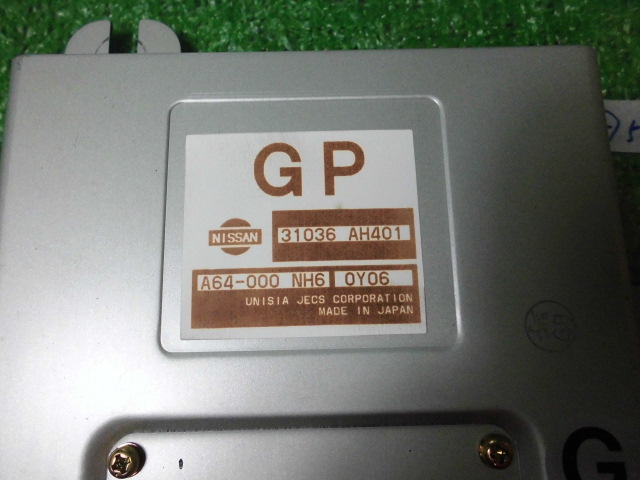 GP
NISSAN
31036 AH401
A64-000 NH6 0Y06
UNISIA JECS CORPORATION
MADE IN JAPAN
G